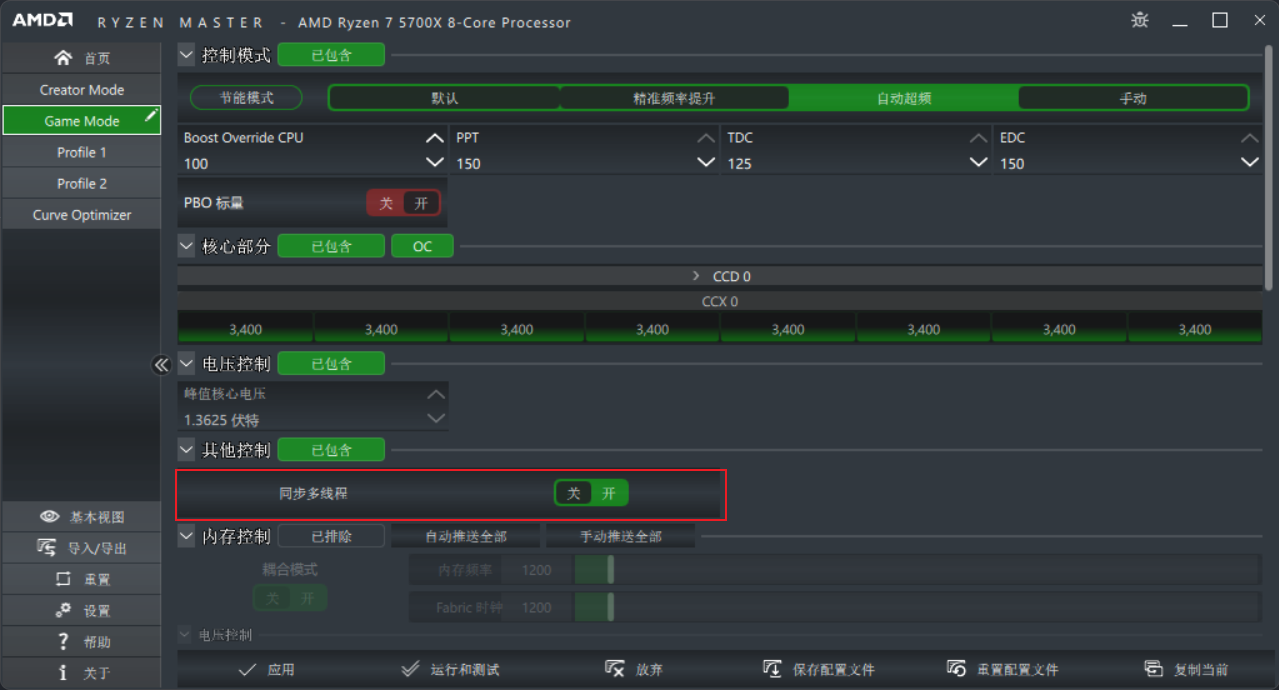 AMD RYZEN MASTER - AMD Ryzen 7 5700X 8-Core Processor
首页
Creator Mode
Game Mode
Profile 1
Profile 2
Curve Optimizer
基本视图
导入/导出
重置
设置
帮助
关于
控制模式 已包含
节能模式 默认 精准频率提升 自动超频 手动
Boost Override CPU PPT TDC EDC
100 150 125 150
PBO 标量 关 开
核心部分 已包含 OC
CCD 0
CCX 0
3,400 3,400 3,400 3,400 3,400 3,400 3,400 3,400
电压控制 已包含
峰值核心电压
1.3625 伏特
其他控制 已包含
同步多线程 关 开
内存控制 已排除 自动推送全部 手动推送全部
耦合模式 内存频率 1200
关 开 Fabric 时钟 1200
电压控制
应用 运行和测试 放弃 保存配置文件 重置配置文件 复制当前